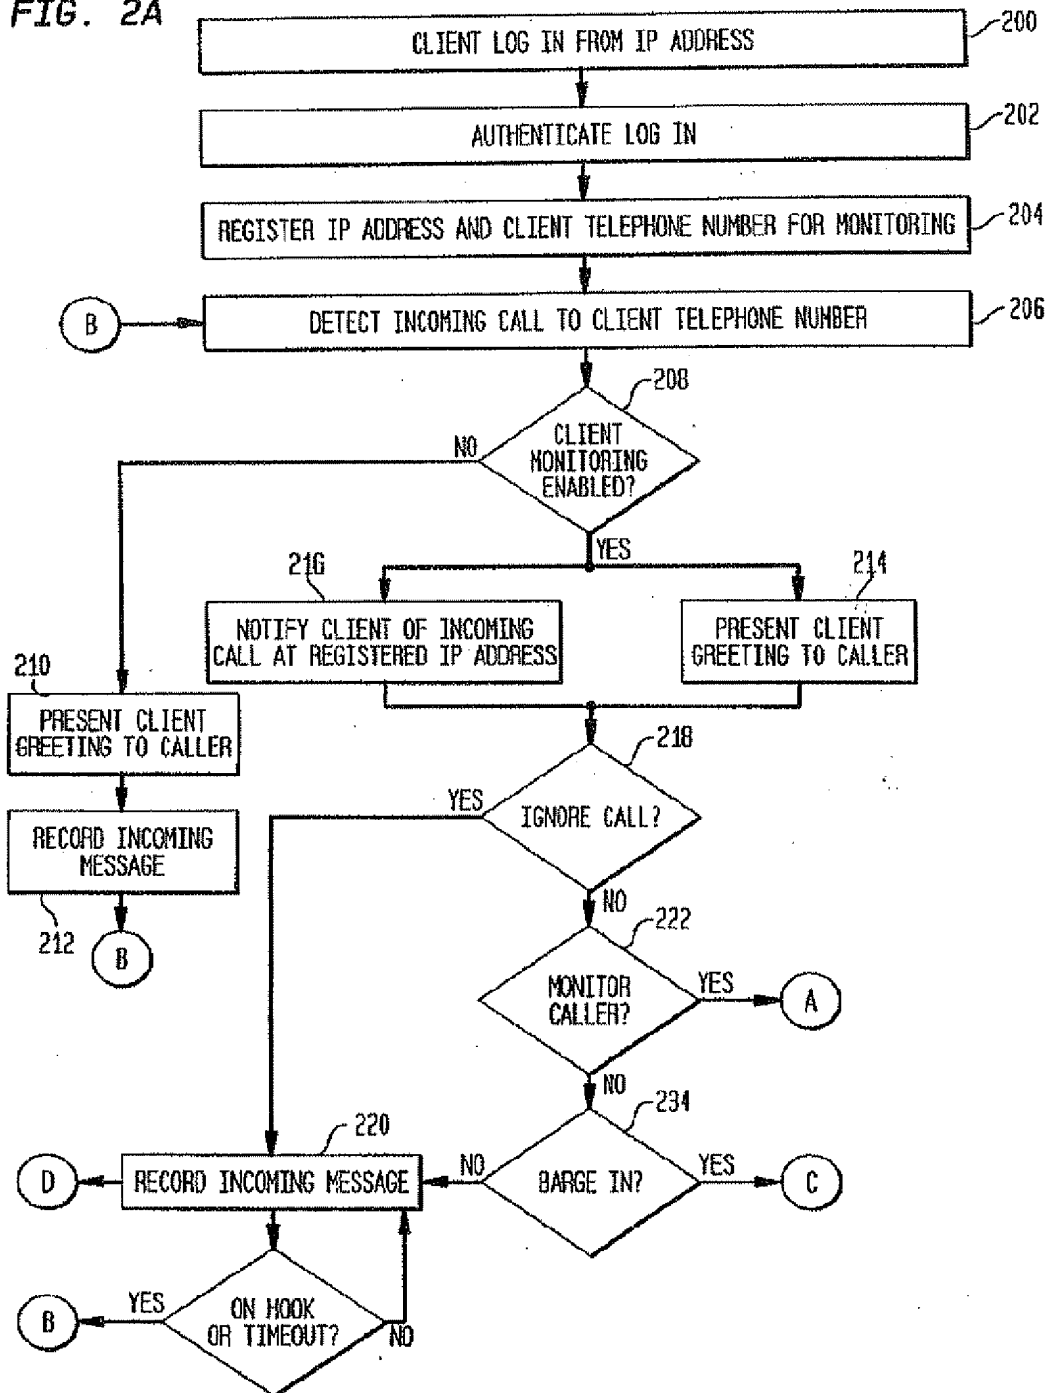 FIG. 2A
CLIENT LOG IN FROM IP ADDRESS
200
AUTHENTICATE LOG IN
202
REGISTER IP ADDRESS AND CLIENT TELEPHONE NUMBER FOR MONITORING
204
B
DETECT INCOMING CALL TO CLIENT TELEPHONE NUMBER
206
208
CLIENT
MONITORING
ENABLED?
NO
YES
216
NOTIFY CLIENT OF INCOMING
CALL AT REGISTERED IP ADDRESS
214
PRESENT CLIENT
GREETING TO CALLER
210
PRESENT CLIENT
GREETING TO CALLER
RECORD INCOMING
MESSAGE
212
B
218
IGNORE CALL?
YES
NO
222
MONITOR
CALLER?
YES
A
NO
234
BARGE IN?
YES
C
NO
220
RECORD INCOMING MESSAGE
D
ON HOOK
OR TIMEOUT?
YES
B
NO